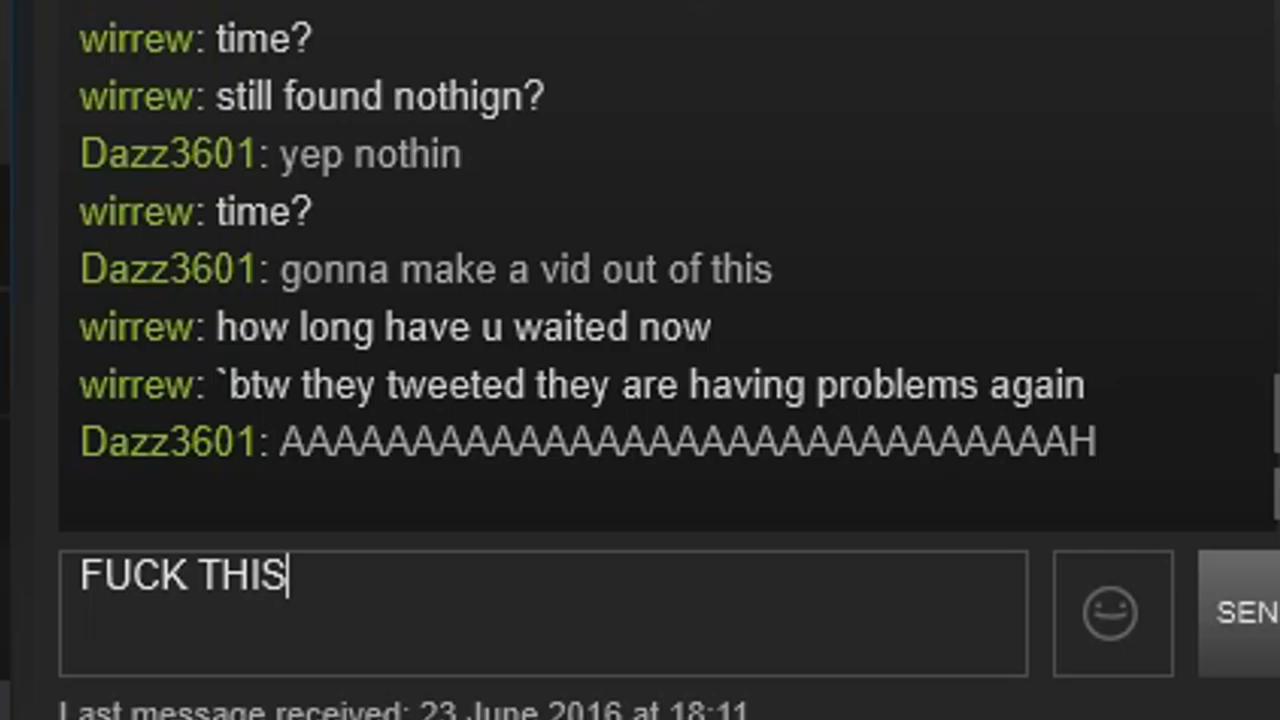 wirrew: time?
wirrew: still found nothign?
Dazz3601: yep nothin
wirrew: time?
Dazz3601: gonna make a vid out of this
wirrew: how long have u waited now
wirrew: `btw they tweeted they are having problems again
Dazz3601: AAAAAAAAAAAAAAAAAAAAAAAAAAAAAAH
FUCK THIS
SEN
Last message received: 23 June 2016 at 18:11